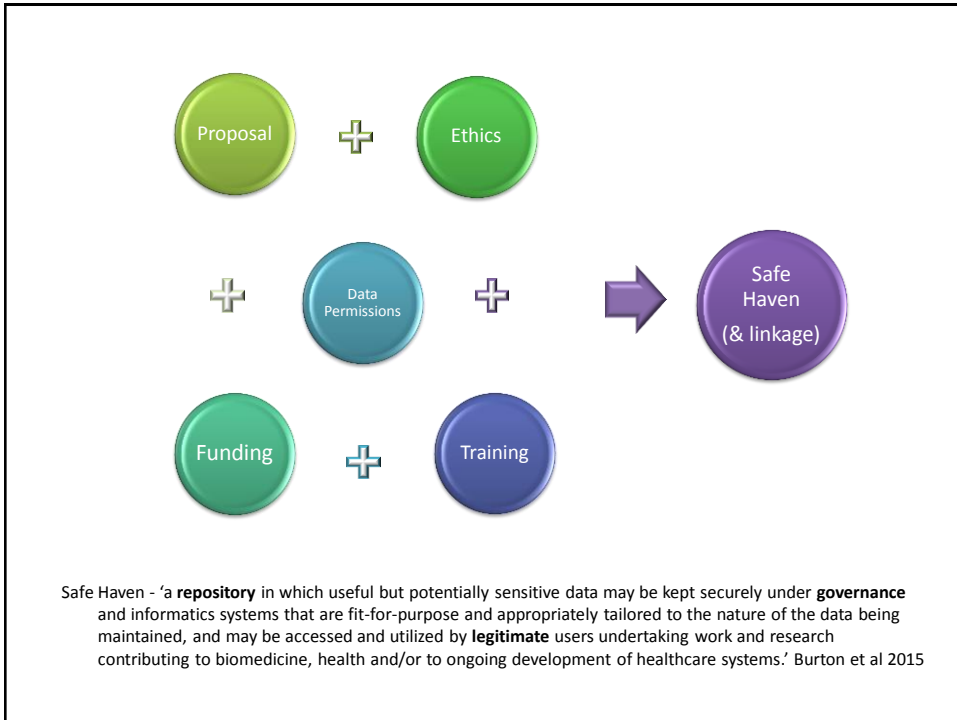 Proposal
Ethics
Data
Permissions
Safe
Haven
(& linkage)
Funding
Training
Safe Haven - ‘a repository in which useful but potentially sensitive data may be kept securely under governance
and informatics systems that are fit-for-purpose and appropriately tailored to the nature of the data being
maintained, and may be accessed and utilized by legitimate users undertaking work and research
contributing to biomedicine, health and/or to ongoing development of healthcare systems.’ Burton et al 2015